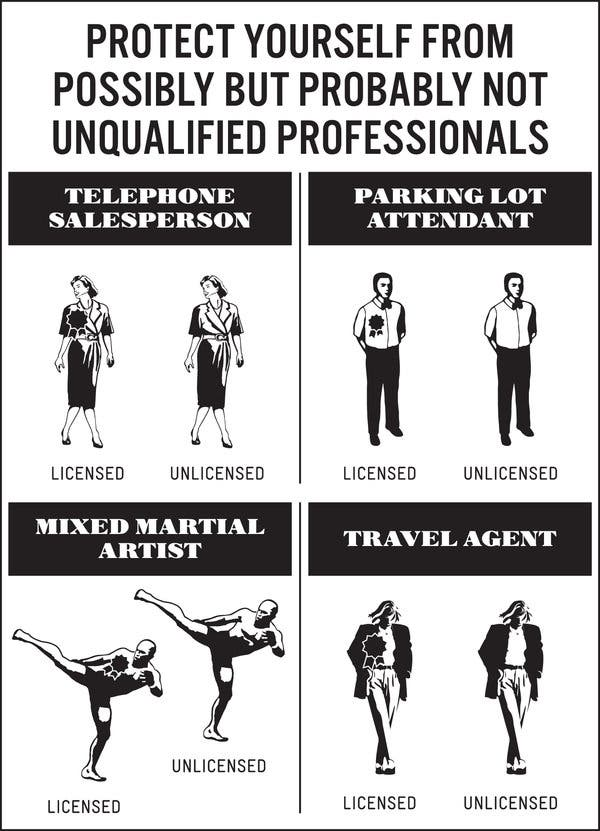 PROTECT YOURSELF FROM
POSSIBLY BUT PROBABLY NOT
UNQUALIFIED PROFESSIONALS
TELEPHONE
SALESPERSON
LICENSED
UNLICENSED
PARKING LOT
ATTENDANT
LICENSED
UNLICENSED
MIXED MARTIAL
ARTIST
LICENSED
UNLICENSED
TRAVEL AGENT
LICENSED
UNLICENSED